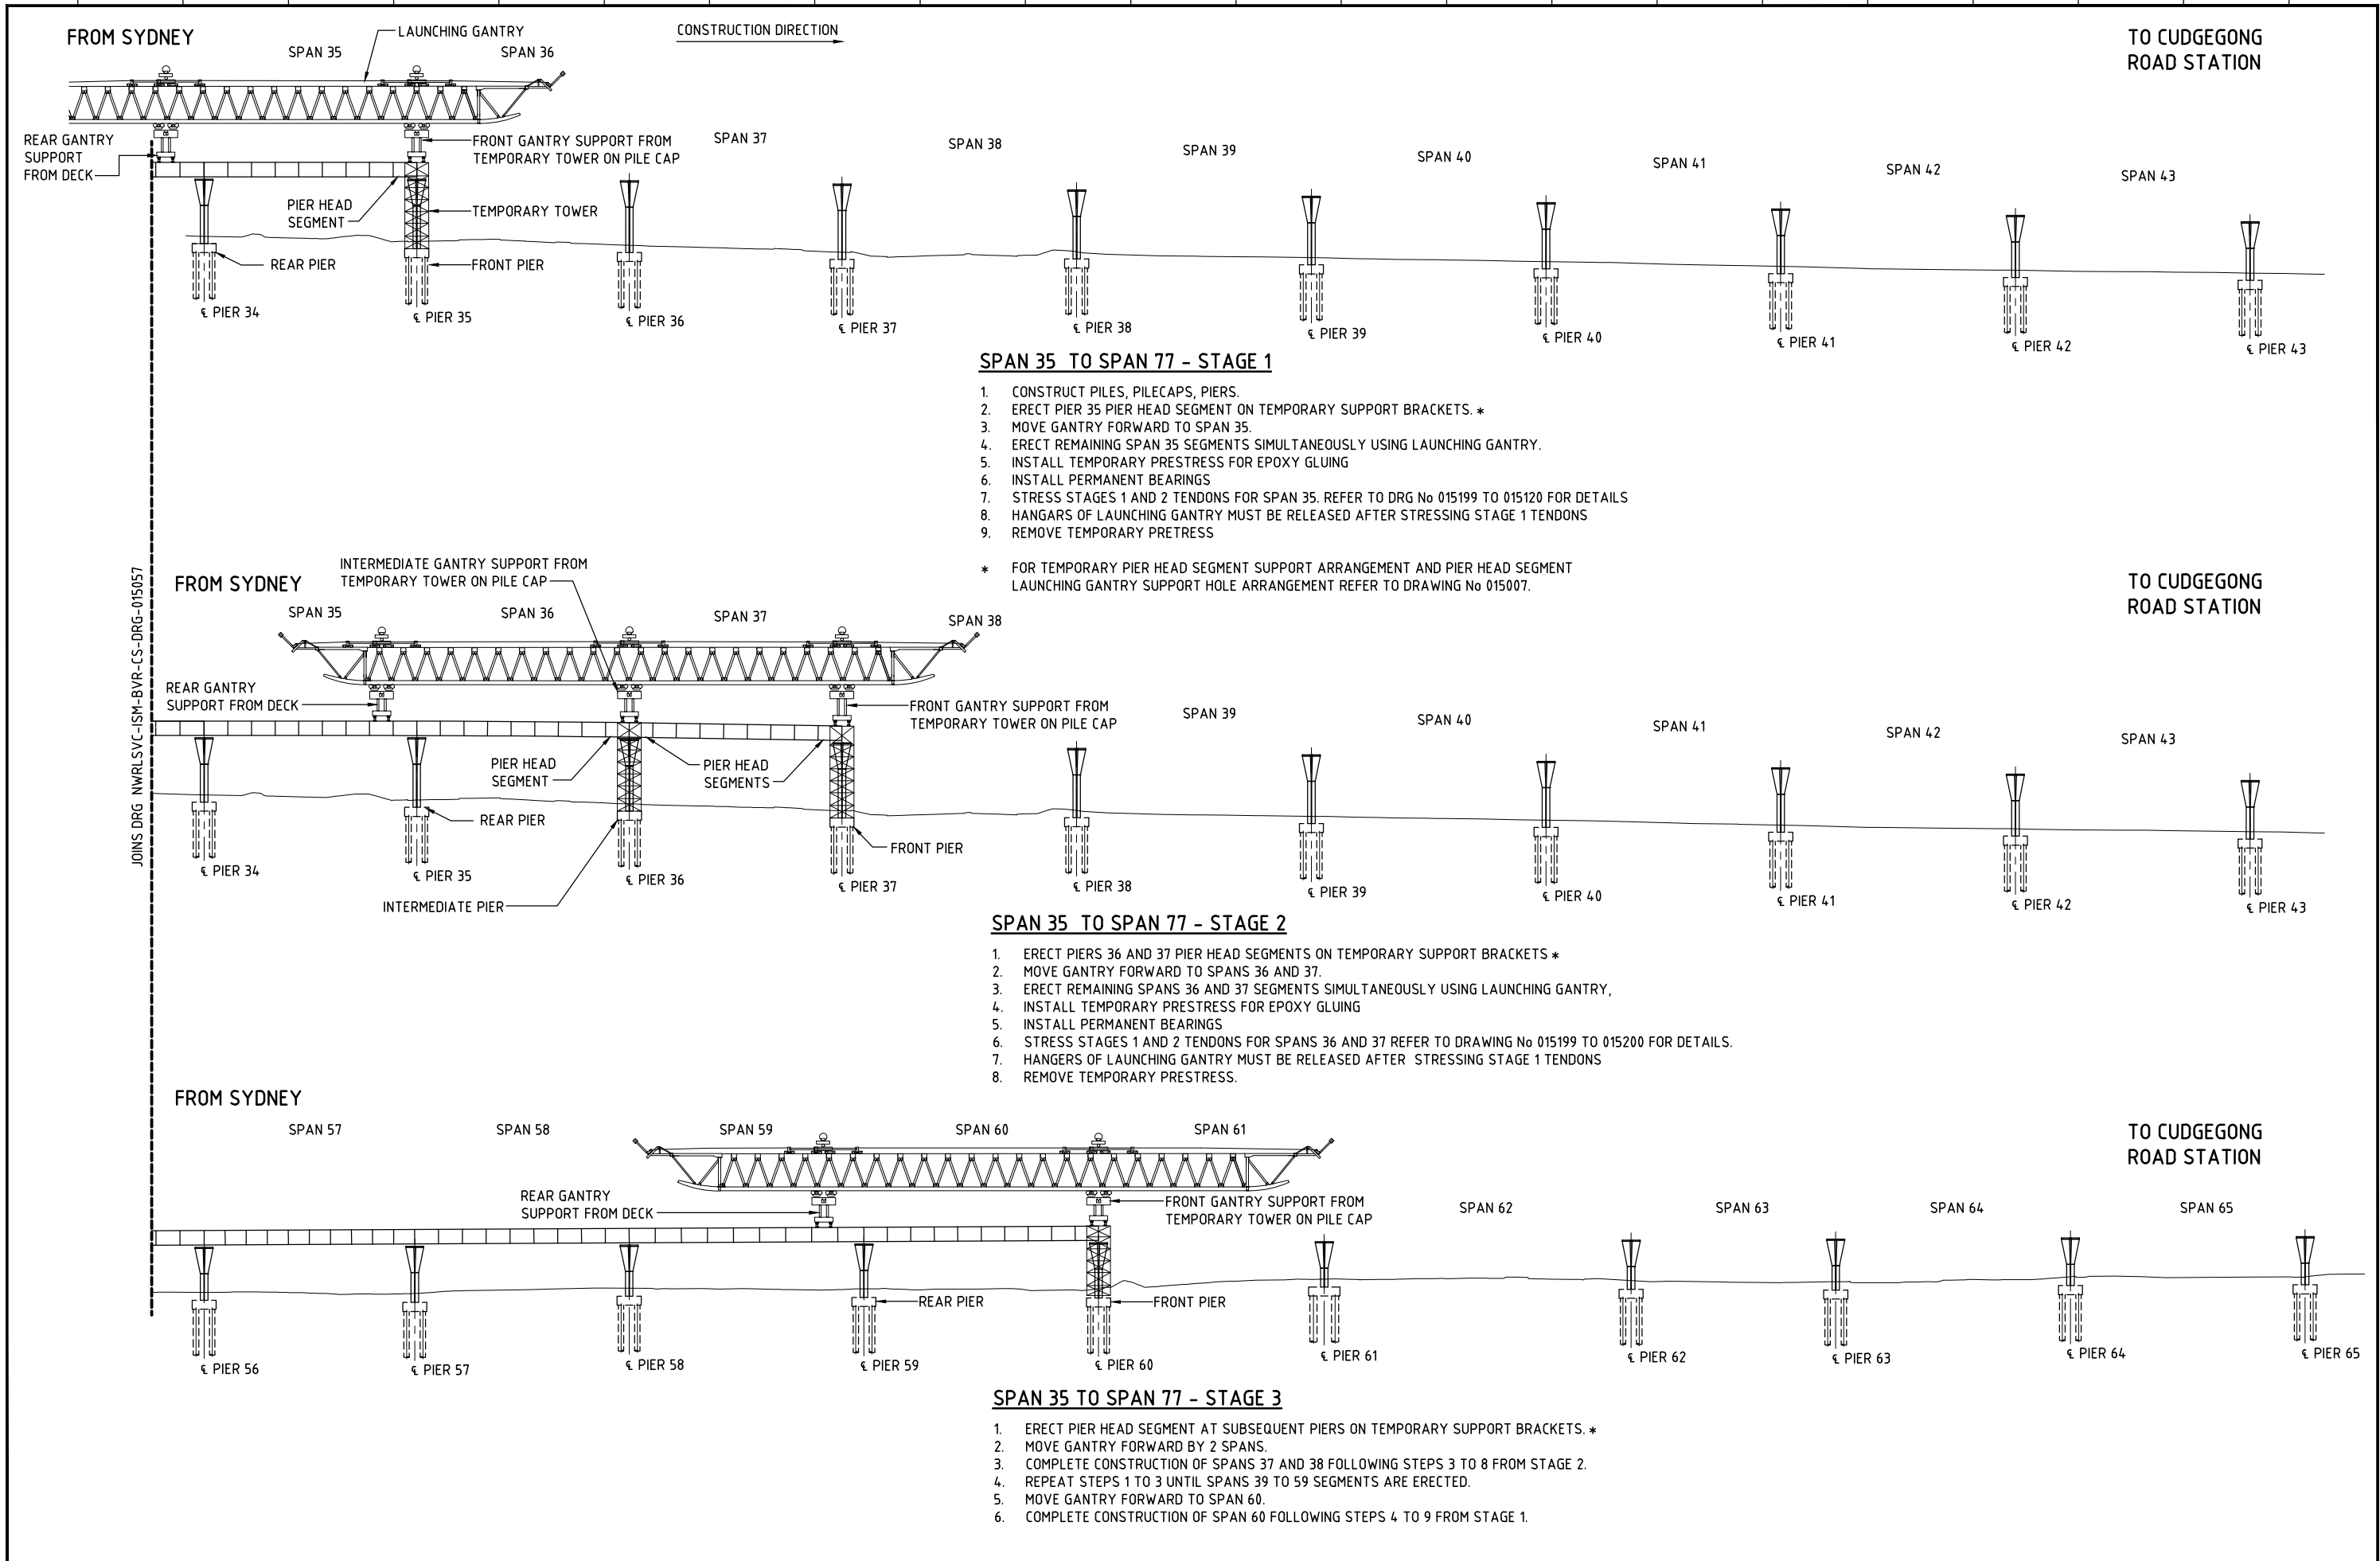 FROM SYDNEY
CONSTRUCTION DIRECTION
TO CUDGEGONG
ROAD STATION
LAUNCHING GANTRY
SPAN 35
SPAN 36
REAR GANTRY
SUPPORT
FROM DECK
FRONT GANTRY SUPPORT FROM
TEMPORARY TOWER ON PILE CAP
SPAN 37
SPAN 38
SPAN 39
SPAN 40
SPAN 41
SPAN 42
SPAN 43
PIER HEAD
SEGMENT
TEMPORARY TOWER
REAR PIER
FRONT PIER
℄ PIER 34
℄ PIER 35
℄ PIER 36
℄ PIER 37
℄ PIER 38
℄ PIER 39
℄ PIER 40
℄ PIER 41
℄ PIER 42
℄ PIER 43
SPAN 35 TO SPAN 77 - STAGE 1
1. CONSTRUCT PILES, PILECAPS, PIERS.
2. ERECT PIER 35 PIER HEAD SEGMENT ON TEMPORARY SUPPORT BRACKETS. *
3. MOVE GANTRY FORWARD TO SPAN 35.
4. ERECT REMAINING SPAN 35 SEGMENTS SIMULTANEOUSLY USING LAUNCHING GANTRY.
5. INSTALL TEMPORARY PRESTRESS FOR EPOXY GLUING
6. INSTALL PERMANENT BEARINGS
7. STRESS STAGES 1 AND 2 TENDONS FOR SPAN 35. REFER TO DRG No 015199 TO 015120 FOR DETAILS
8. HANGARS OF LAUNCHING GANTRY MUST BE RELEASED AFTER STRESSING STAGE 1 TENDONS
9. REMOVE TEMPORARY PRETRESS
* FOR TEMPORARY PIER HEAD SEGMENT SUPPORT ARRANGEMENT AND PIER HEAD SEGMENT
LAUNCHING GANTRY SUPPORT HOLE ARRANGEMENT REFER TO DRAWING No 015007.
JOINS DRG NWRLSVC-ISM-BVR-CS-DRG-015057
FROM SYDNEY
TO CUDGEGONG
ROAD STATION
INTERMEDIATE GANTRY SUPPORT FROM
TEMPORARY TOWER ON PILE CAP
SPAN 35
SPAN 36
SPAN 37
SPAN 38
REAR GANTRY
SUPPORT FROM DECK
FRONT GANTRY SUPPORT FROM
TEMPORARY TOWER ON PILE CAP
SPAN 39
SPAN 40
SPAN 41
SPAN 42
SPAN 43
PIER HEAD
SEGMENT
PIER HEAD
SEGMENTS
REAR PIER
FRONT PIER
INTERMEDIATE PIER
℄ PIER 34
℄ PIER 35
℄ PIER 36
℄ PIER 37
℄ PIER 38
℄ PIER 39
℄ PIER 40
℄ PIER 41
℄ PIER 42
℄ PIER 43
SPAN 35 TO SPAN 77 - STAGE 2
1. ERECT PIERS 36 AND 37 PIER HEAD SEGMENTS ON TEMPORARY SUPPORT BRACKETS *
2. MOVE GANTRY FORWARD TO SPANS 36 AND 37.
3. ERECT REMAINING SPANS 36 AND 37 SEGMENTS SIMULTANEOUSLY USING LAUNCHING GANTRY,
4. INSTALL TEMPORARY PRESTRESS FOR EPOXY GLUING
5. INSTALL PERMANENT BEARINGS
6. STRESS STAGES 1 AND 2 TENDONS FOR SPANS 36 AND 37 REFER TO DRAWING No 015199 TO 015200 FOR DETAILS.
7. HANGERS OF LAUNCHING GANTRY MUST BE RELEASED AFTER STRESSING STAGE 1 TENDONS
8. REMOVE TEMPORARY PRESTRESS.
FROM SYDNEY
TO CUDGEGONG
ROAD STATION
SPAN 57
SPAN 58
SPAN 59
SPAN 60
SPAN 61
REAR GANTRY
SUPPORT FROM DECK
FRONT GANTRY SUPPORT FROM
TEMPORARY TOWER ON PILE CAP
SPAN 62
SPAN 63
SPAN 64
SPAN 65
REAR PIER
FRONT PIER
℄ PIER 56
℄ PIER 57
℄ PIER 58
℄ PIER 59
℄ PIER 60
℄ PIER 61
℄ PIER 62
℄ PIER 63
℄ PIER 64
℄ PIER 65
SPAN 35 TO SPAN 77 - STAGE 3
1. ERECT PIER HEAD SEGMENT AT SUBSEQUENT PIERS ON TEMPORARY SUPPORT BRACKETS. *
2. MOVE GANTRY FORWARD BY 2 SPANS.
3. COMPLETE CONSTRUCTION OF SPANS 37 AND 38 FOLLOWING STEPS 3 TO 8 FROM STAGE 2.
4. REPEAT STEPS 1 TO 3 UNTIL SPANS 39 TO 59 SEGMENTS ARE ERECTED.
5. MOVE GANTRY FORWARD TO SPAN 60.
6. COMPLETE CONSTRUCTION OF SPAN 60 FOLLOWING STEPS 4 TO 9 FROM STAGE 1.